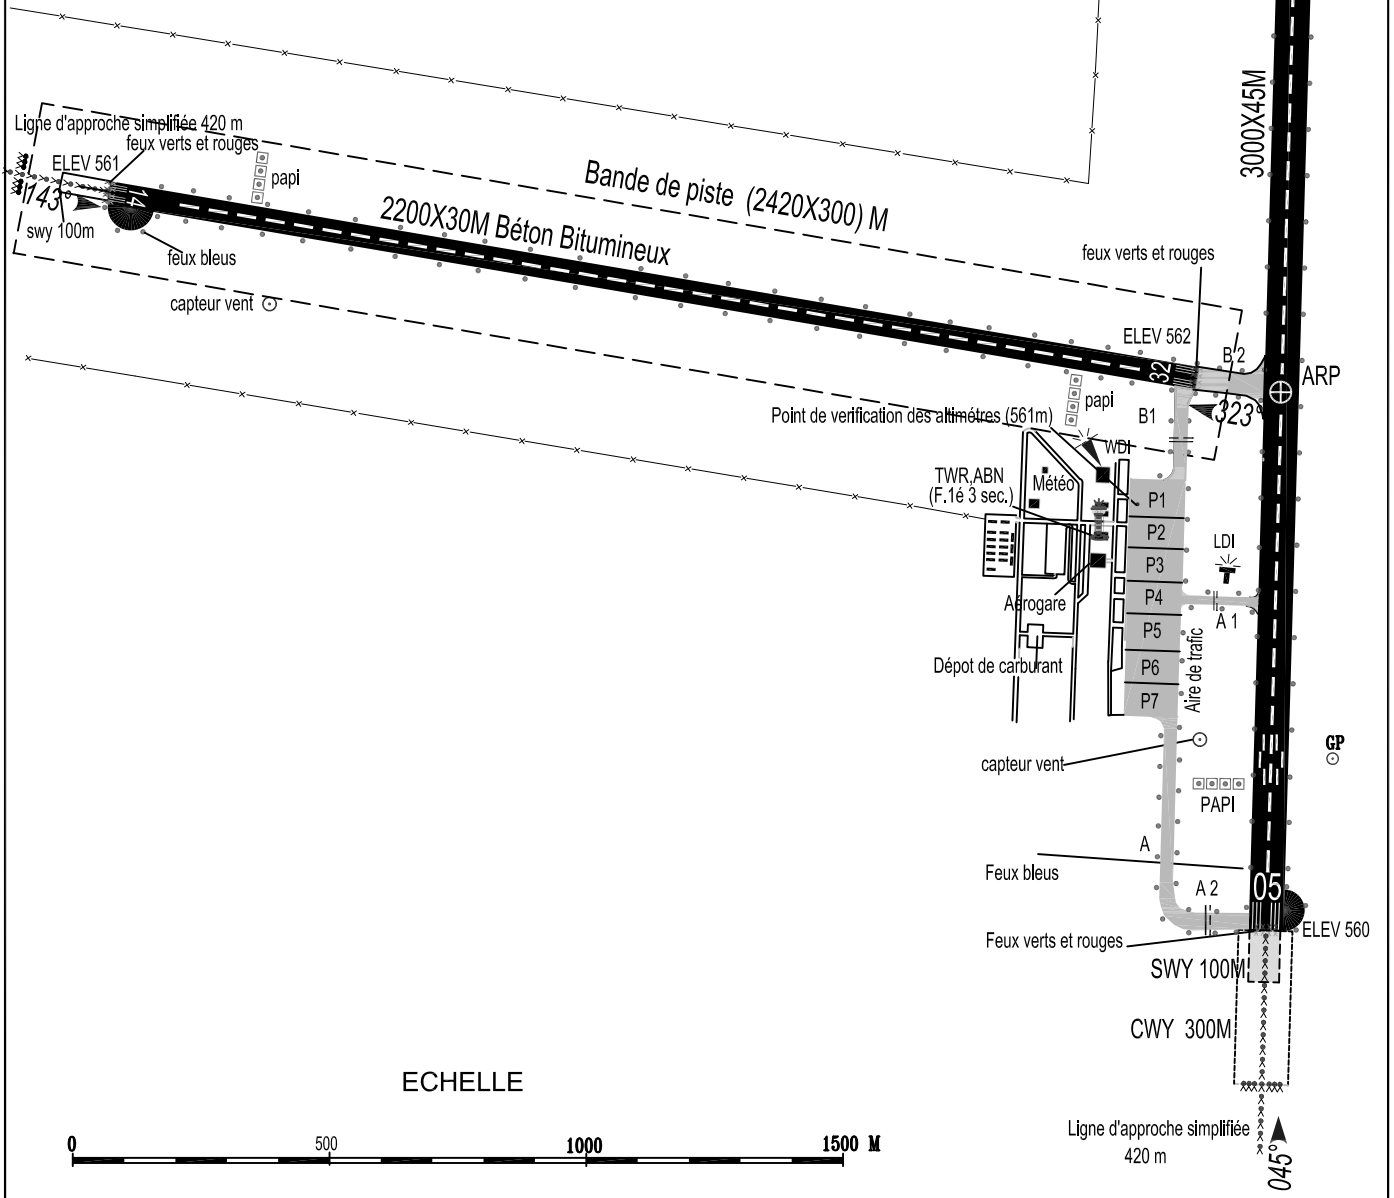 3000X45M
Ligne d'approche simplifiée 420 m
feux verts et rouges
ELEV 561
papi
143°
14
swy 100m
feux bleus
capteur vent
Bande de piste (2420X300) M
2200X30M Béton Bitumineux
feux verts et rouges
ELEV 562
B 2
32
ARP
papi
B1
323°
Point de verification des altimétres (561m)
WDI
TWR,ABN
(F.1é 3 sec.)
Météo
P1
P2
P3
P4
P5
P6
P7
LDI
A 1
Aérogare
Dépot de carburant
Aire de trafic
capteur vent
GP
PAPI
A
Feux bleus
A 2
05
Feux verts et rouges
ELEV 560
SWY 100M
CWY 300M
ECHELLE
0
500
1000
1500 M
Ligne d'approche simplifiée
420 m
045°